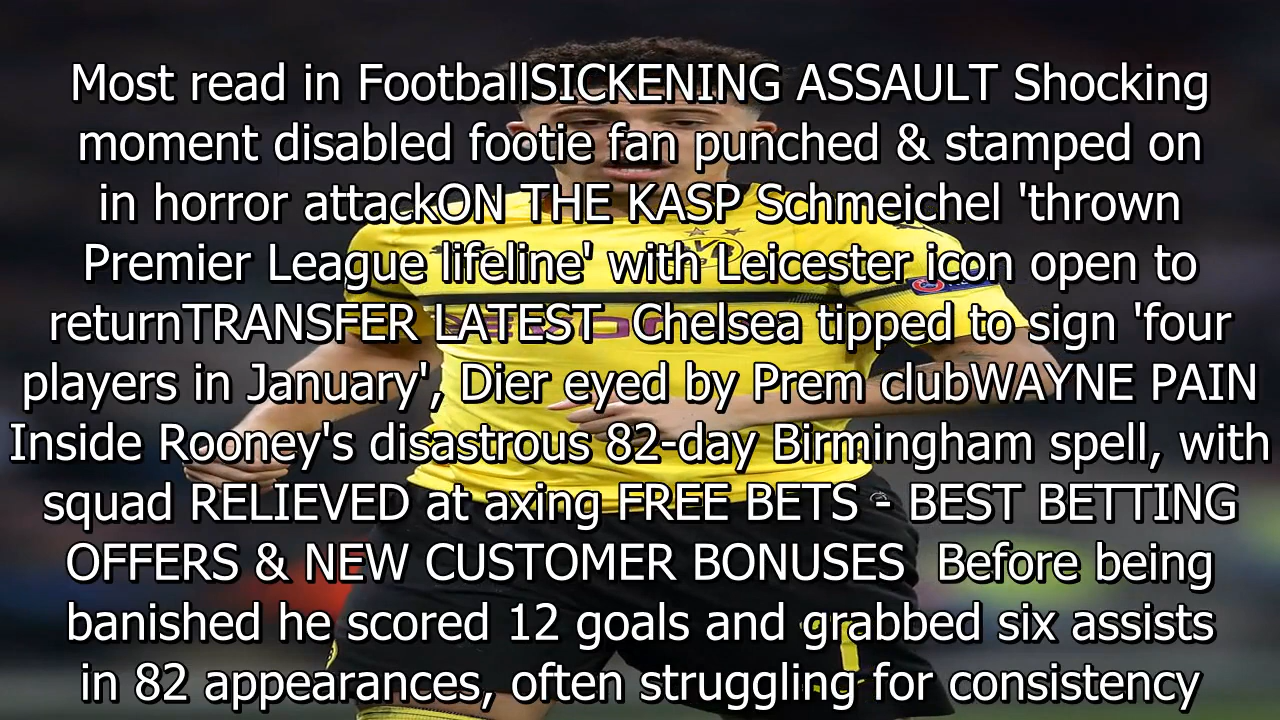 Most read in FootballSICKENING ASSAULT Shocking
moment disabled footie fan punched & stamped on
in horror attackON THE KASP Schmeichel 'thrown
Premier League lifeline' with Leicester icon open to
returnTRANSFER LATEST  Chelsea tipped to sign 'four
players in January', Dier eyed by Prem clubWAYNE PAIN
Inside Rooney's disastrous 82-day Birmingham spell, with
squad RELIEVED at axing FREE BETS - BEST BETTING
OFFERS & NEW CUSTOMER BONUSES  Before being
banished he scored 12 goals and grabbed six assists
in 82 appearances, often struggling for consistency